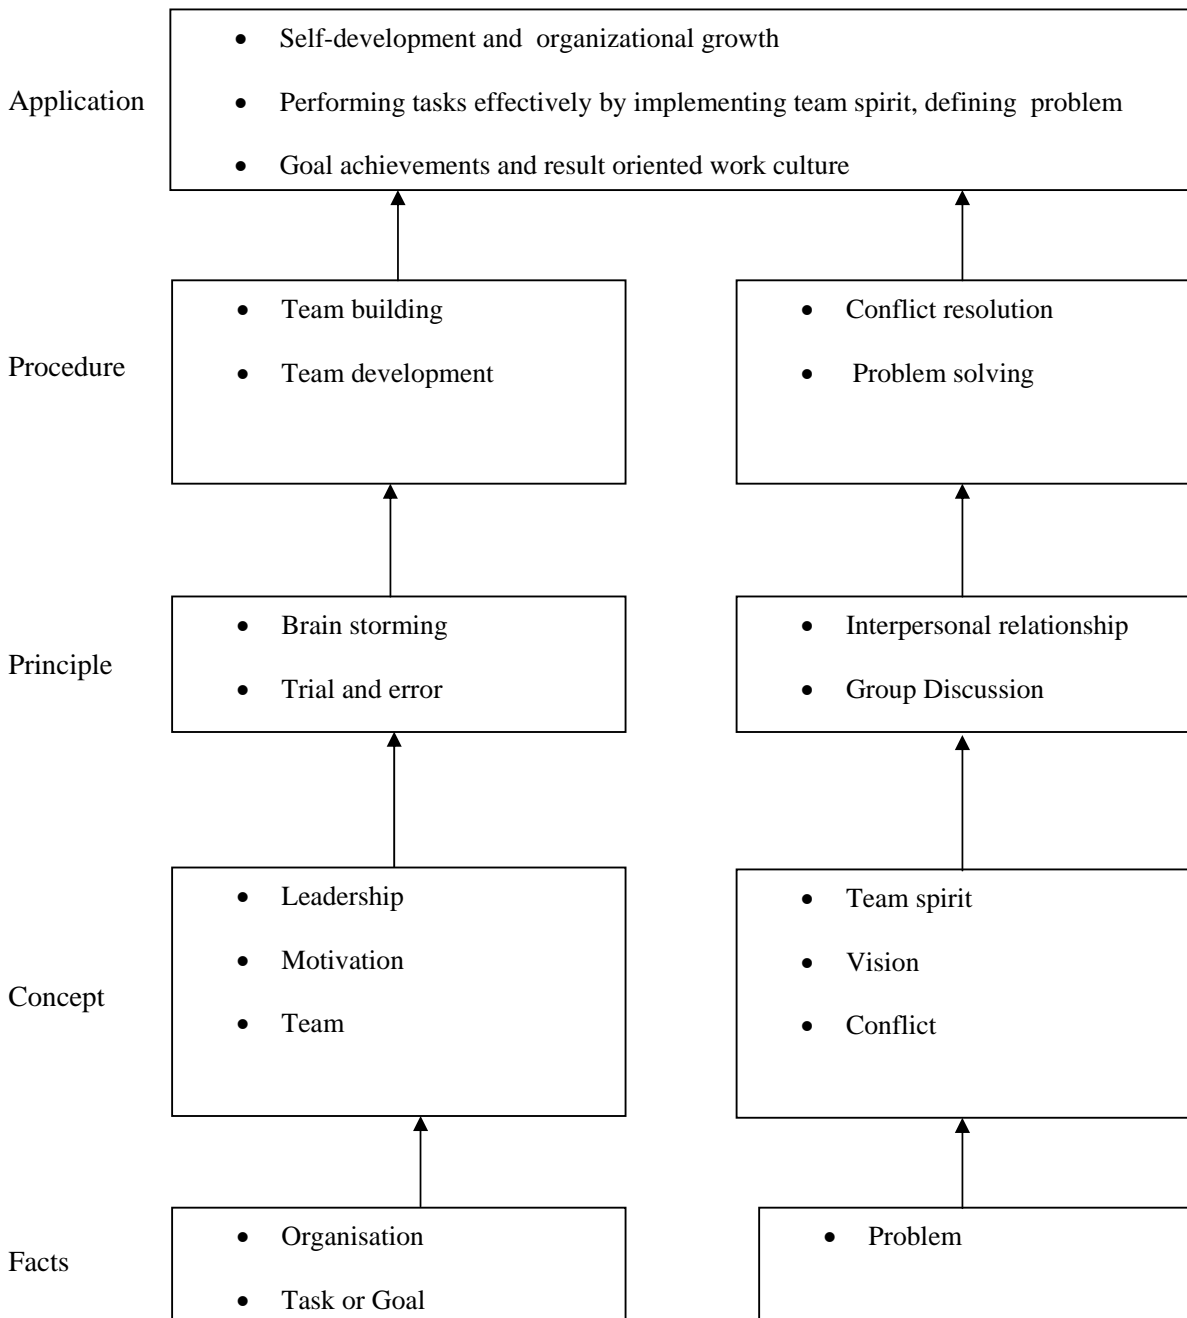 • Self-development and organizational growth
Application
• Performing tasks effectively by implementing team spirit, defining problem
• Goal achievements and result oriented work culture
Procedure
• Team building
• Team development
• Conflict resolution
• Problem solving
Principle
• Brain storming
• Trial and error
• Interpersonal relationship
• Group Discussion
Concept
• Leadership
• Motivation
• Team
• Team spirit
• Vision
• Conflict
Facts
• Organisation
• Task or Goal
• Problem